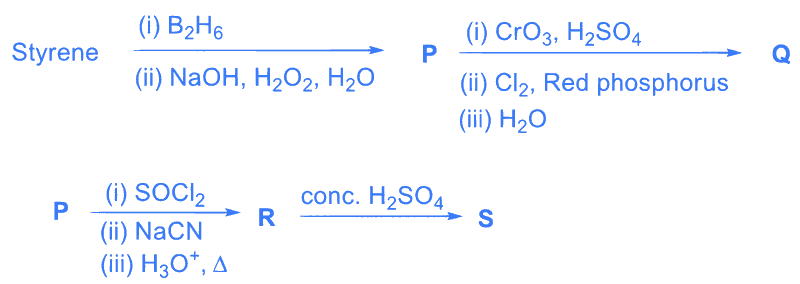 Styrene (i) B₂H₆ P (i) CrO₃, H₂SO₄ Q
(ii) NaOH, H₂O₂, H₂O (ii) Cl₂, Red phosphorus
(iii) H₂O
P (i) SOCl₂ R conc. H₂SO₄ S
(ii) NaCN
(iii) H₃O⁺, Δ